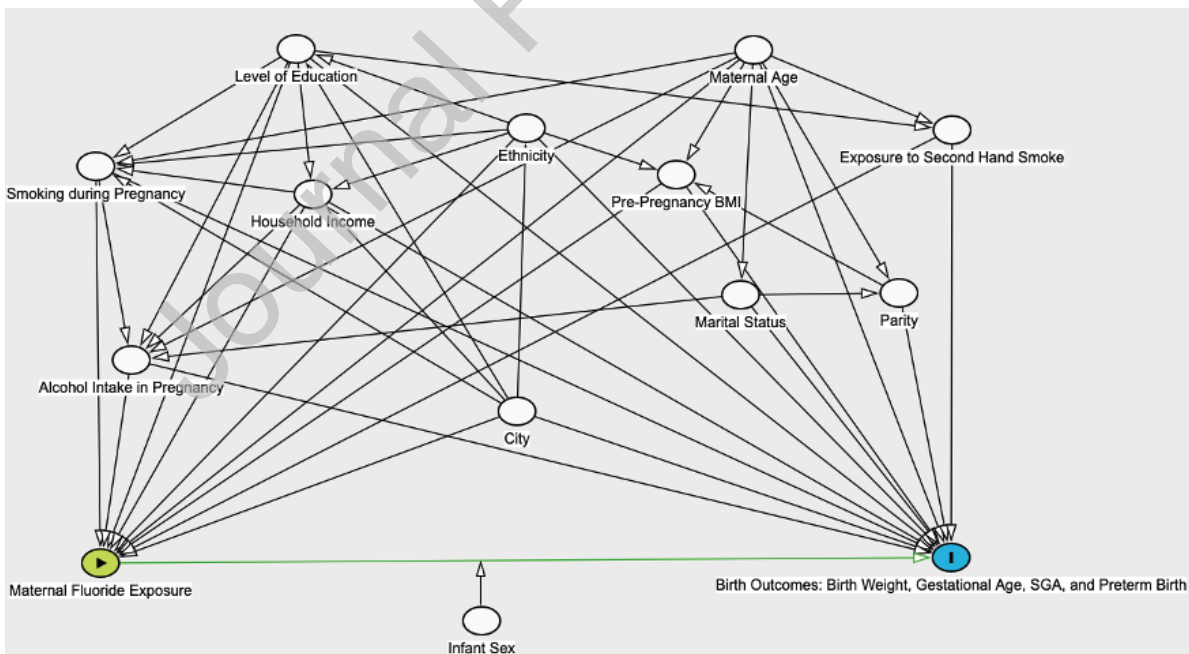 Level of Education
Maternal Age
Ethnicity
Exposure to Second Hand Smoke
Smoking during Pregnancy
Household Income
Pre-Pregnancy BMI
Marital Status
Parity
Alcohol Intake in Pregnancy
City
Maternal Fluoride Exposure
Birth Outcomes: Birth Weight, Gestational Age, SGA, and Preterm Birth
Infant Sex
Journal P